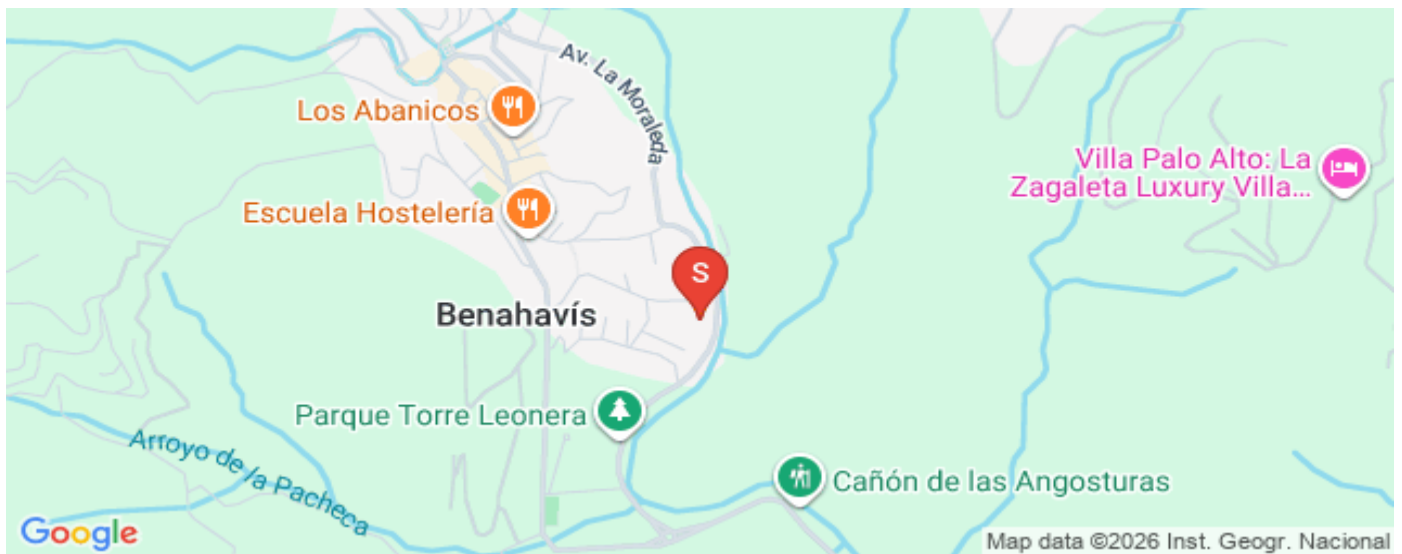 Av. La Moraleda
Los Abanicos
Villa Palo Alto: La
Zagaleta Luxury Villa...
Escuela Hostelería
S
Benahavís
Parque Torre Leonera
Arroyo de la Pacheca
Cañón de las Angosturas
Google
Map data ©2026 Inst. Geogr. Nacional